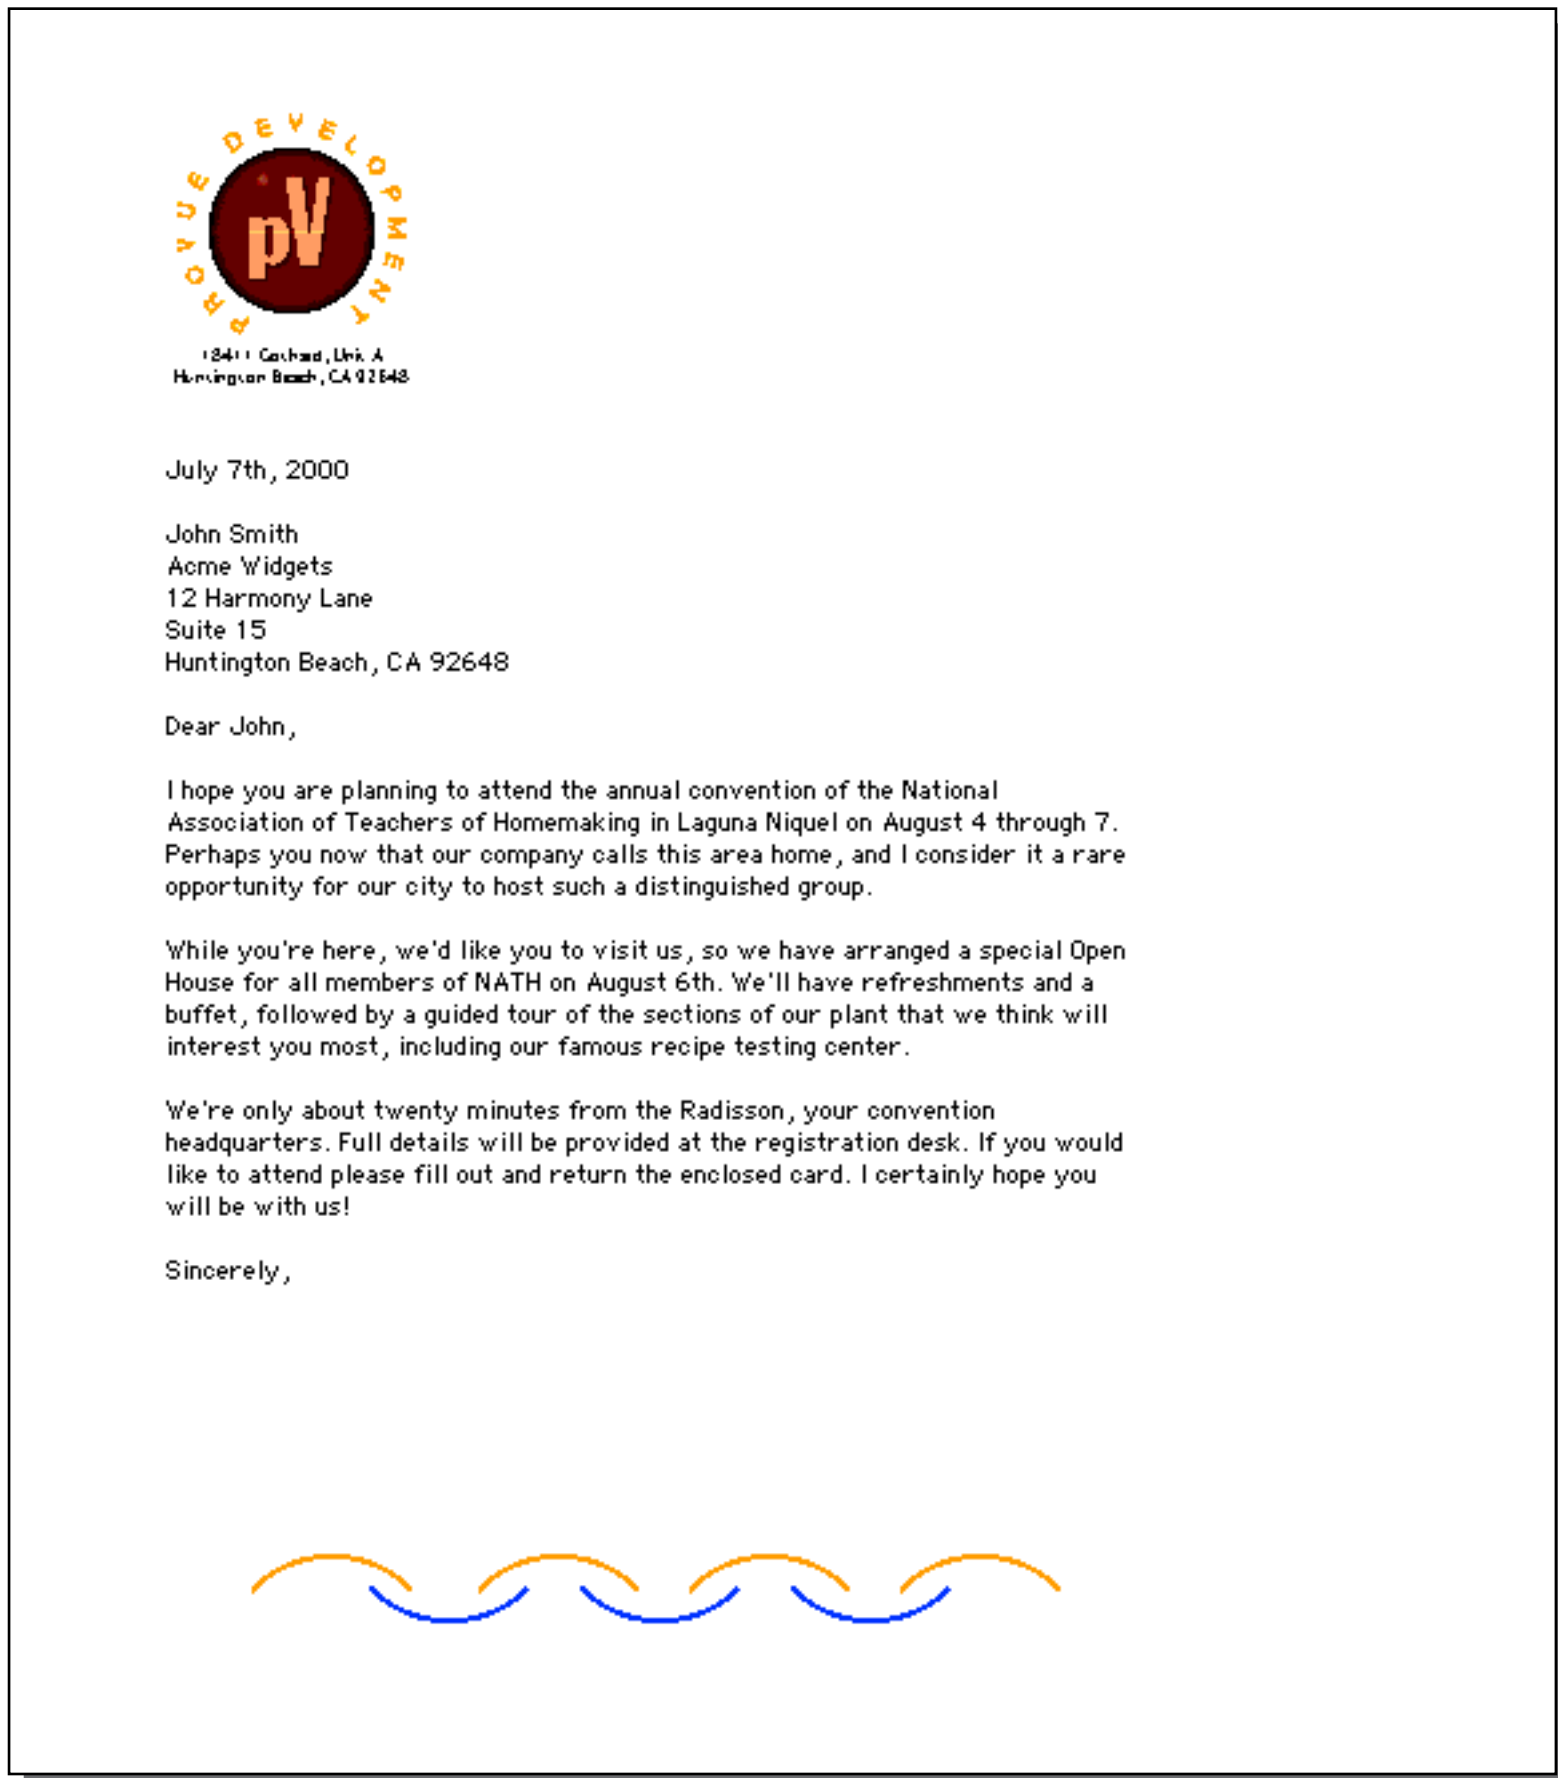 PROVUE DEVELOPMENT
pV
Unit A
Huntington Beach, CA 92648
July 7th, 2000
John Smith
Acme Widgets
12 Harmony Lane
Suite 15
Huntington Beach, CA 92648
Dear John,
I hope you are planning to attend the annual convention of the National
Association of Teachers of Homemaking in Laguna Niquel on August 4 through 7.
Perhaps you now that our company calls this area home, and I consider it a rare
opportunity for our city to host such a distinguished group.
While you're here, we'd like you to visit us, so we have arranged a special Open
House for all members of NATH on August 6th. We'll have refreshments and a
buffet, followed by a guided tour of the sections of our plant that we think will
interest you most, including our famous recipe testing center.
We're only about twenty minutes from the Radisson, your convention
headquarters. Full details will be provided at the registration desk. If you would
like to attend please fill out and return the enclosed card. I certainly hope you
will be with us!
Sincerely,